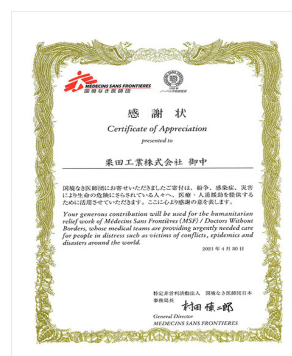 MEDECINS SANS FRONTIERES
国境なき医師団
感謝状
Certificate of Appreciation
presented to
栗田工業株式会社 御中
国境なき医師団にお寄せいただきましたご寄付は、紛争、感染症、災害
により生命の危険にさらされている人々へ、医療・人道援助を提供する
ために活用させていただきます。ここに心より感謝の意を表します。
Your generous contribution will be used for the humanitarian
relief work of Médecins Sans Frontières (MSF) / Doctors Without
Borders, whose medical teams are providing urgently needed care
for people in distress such as victims of conflicts, epidemics and
disasters around the world.
2021 年 4 月 30 日
特定非営利活動法人 国境なき医師団日本
事務局長
村田 慎二郎
General Director
MEDECINS SANS FRONTIERES